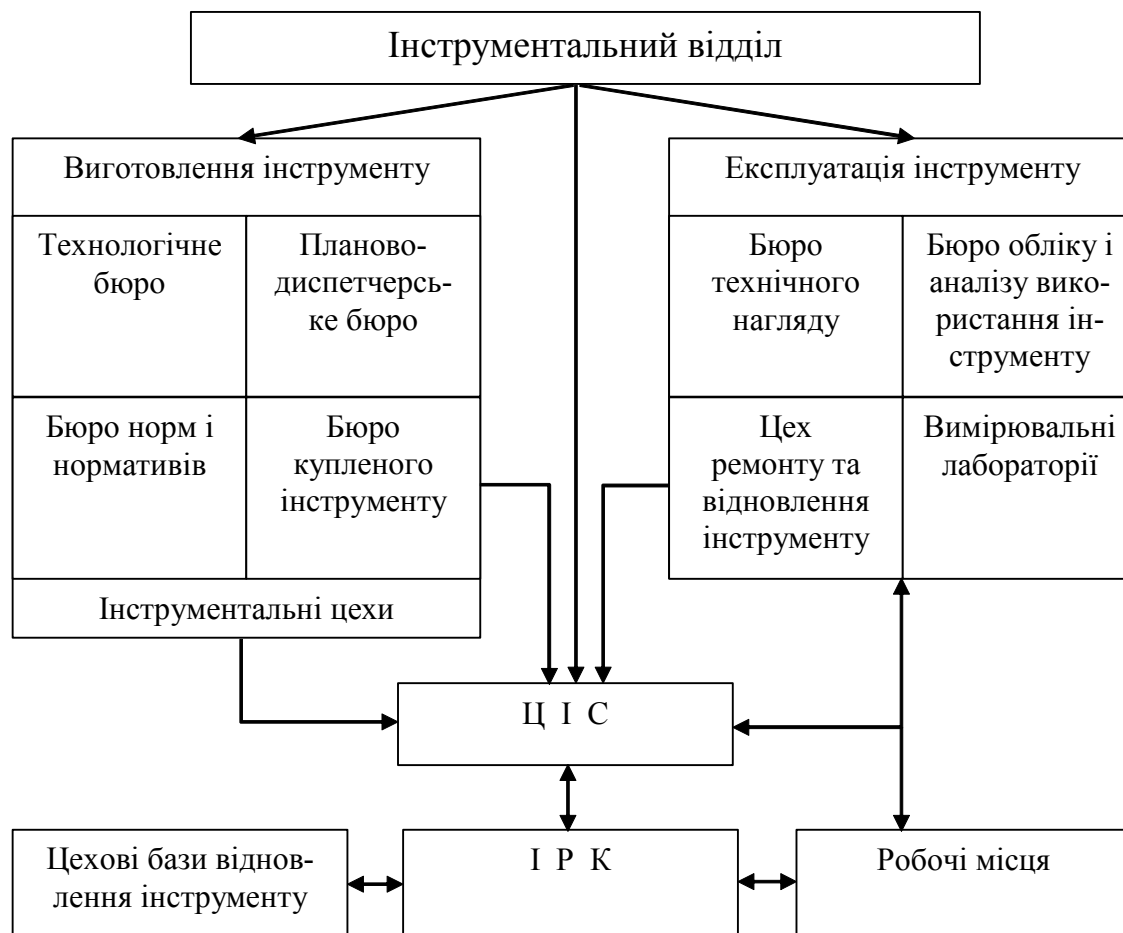 Інструментальний відділ
Виготовлення інструменту
Технологічне
бюро
Планово-
диспетчерсь-
ке бюро
Бюро норм і
нормативів
Бюро
купленого
інструменту
Інструментальні цехи
Експлуатація інструменту
Бюро
технічного
нагляду
Бюро обліку і
аналізу вико-
ристання ін-
струменту
Цех
ремонту та
відновлення
інструменту
Вимірювальні
лабораторії
Ц І С
Цехові бази віднов-
лення інструменту
І Р К
Робочі місця